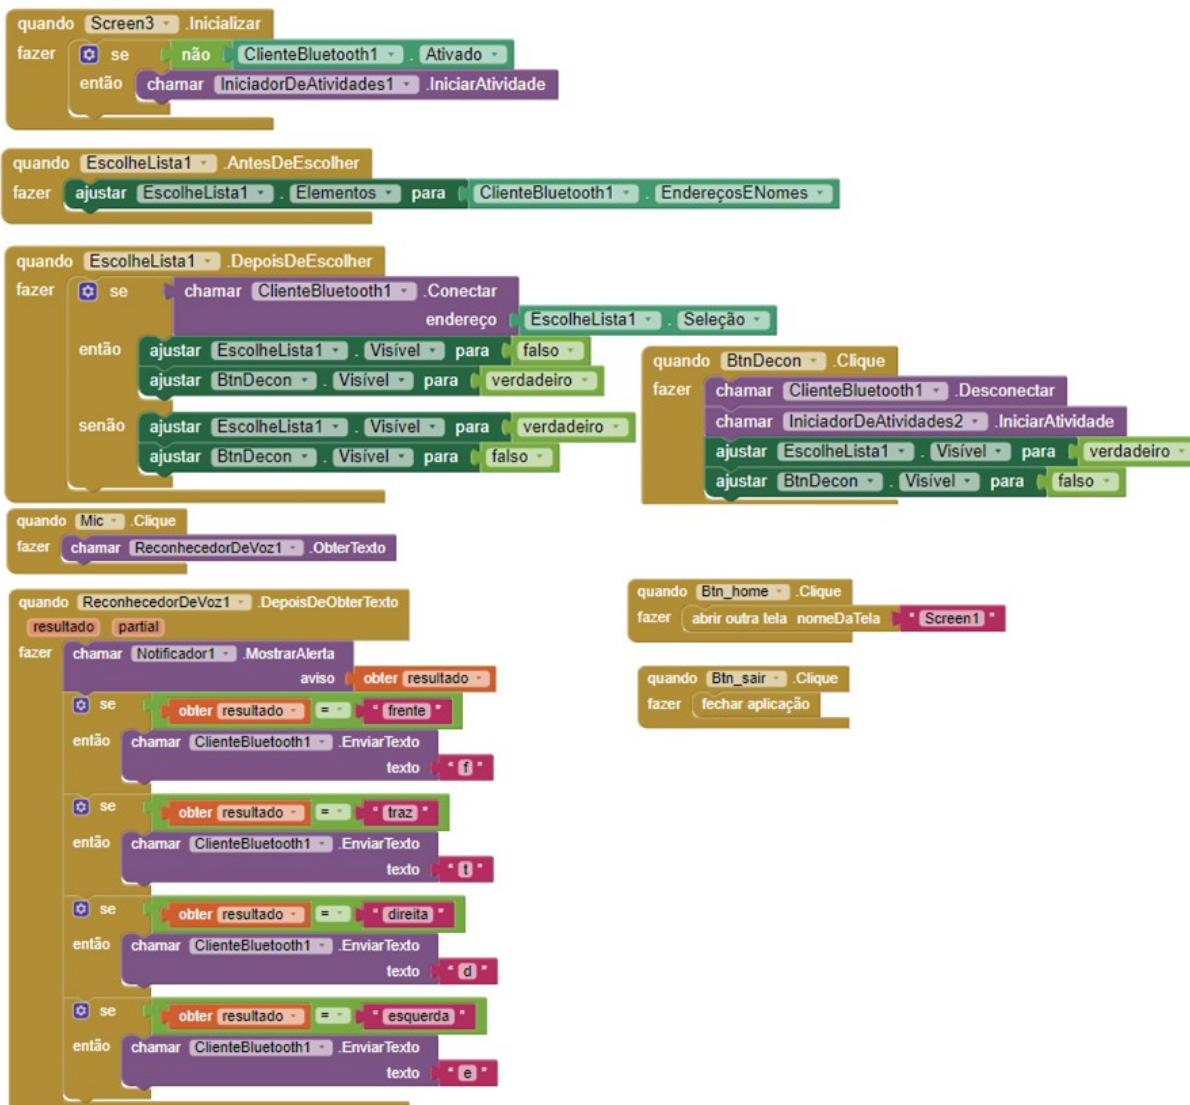 quando Screen3 .Inicializar
fazer se não ClienteBluetooth1 . Ativado
então chamar IniciadorDeAtividades1 .IniciarAtividade
quando EscolheLista1 .AntesDeEscolher
fazer ajustar EscolheLista1 . Elementos para ClienteBluetooth1 . EndereçosENomes
quando EscolheLista1 .DepoisDeEscolher
fazer se chamar ClienteBluetooth1 .Conectar
endereço EscolheLista1 . Seleção
então ajustar EscolheLista1 . Visível para falso
ajustar BtnDecon . Visível para verdadeiro
senão ajustar EscolheLista1 . Visível para verdadeiro
ajustar BtnDecon . Visível para falso
quando BtnDecon .Clique
fazer chamar ClienteBluetooth1 .Desconectar
chamar IniciadorDeAtividades2 .IniciarAtividade
ajustar EscolheLista1 . Visível para verdadeiro
ajustar BtnDecon . Visível para falso
quando Mic .Clique
fazer chamar ReconhecedorDeVoz1 .ObterTexto
quando ReconhecedorDeVoz1 .DepoisDeObterTexto
resultado partial
fazer chamar Notificador1 .MostrarAlerta
aviso obter resultado
se obter resultado = " frente "
então chamar ClienteBluetooth1 .EnviarTexto
texto " f "
se obter resultado = " traz "
então chamar ClienteBluetooth1 .EnviarTexto
texto " t "
se obter resultado = " direita "
então chamar ClienteBluetooth1 .EnviarTexto
texto " d "
se obter resultado = " esquerda "
então chamar ClienteBluetooth1 .EnviarTexto
texto " e "
quando Btn_home .Clique
fazer abrir outra tela nomeDaTela " Screen1 "
quando Btn_sair .Clique
fazer fechar aplicação